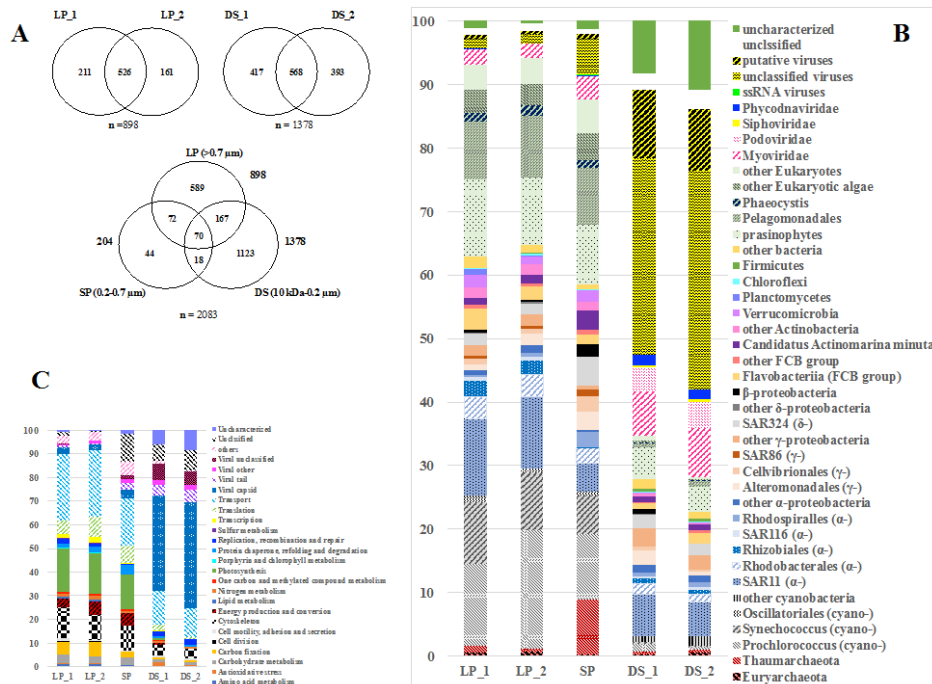 A
LP_1
LP_2
211
526
161
n =898
DS_1
DS_2
417
568
393
n = 1378
LP (>0.7 µm)
898
589
72
167
70
204
44
18
1123
1378
SP (0.2-0.7 µm)
DS (10 kDa-0.2 µm)
n = 2083
B
100
90
80
70
60
50
40
30
20
10
0
LP_1
LP_2
SP
DS_1
DS_2
uncharacterized
unclssified
putative viruses
unclassified viruses
ssRNA viruses
Phycodnaviridae
Siphoviridae
Podoviridae
Myoviridae
other Eukaryotes
other Eukaryotic algae
Phaeocystis
Pelagomonadales
prasinophytes
other bacteria
Firmicutes
Chloroflexi
Planctomycetes
Verrucomicrobia
other Actinobacteria
Candidatus Actinomarina minuta
other FCB group
Flavobacteriia (FCB group)
β-proteobacteria
other δ-proteobacteria
SAR324 (δ-)
other γ-proteobacteria
SAR86 (γ-)
Cellvibrionales (γ-)
Alteromonadales (γ-)
other α-proteobacteria
Rhodospiralles (α-)
SAR116 (α-)
Rhizobiales (α-)
Rhodobacterales (α-)
SAR11 (α-)
other cyanobacteria
Oscillatoriales (cyano-)
Synechococcus (cyano-)
Prochlorococcus (cyano-)
Thaumarchaeota
Euryarchaeota
C
100
90
80
70
60
50
40
30
20
10
0
LP_1
LP_2
SP
DS_1
DS_2
Uncharacterized
Unclssified
others
Viral unclassified
Viral other
Viral tail
Viral capsid
Transport
Translation
Transcription
Sulfur metabolism
Replication, recombination and repair
Protein chaperone, refolding and degradation
Porphyrin and chlorophyll metabolism
Photosynthesis
One carbon and methylated compound metabolism
Nitrogen metabolism
Lipid metabolism
Energy production and conversion
Cytoskeleton
Cell motility, adhesion and secretion
Cell division
Carbon fixation
Carbohydrate metabolism
Antioxidative stress
Amino acid metabolism